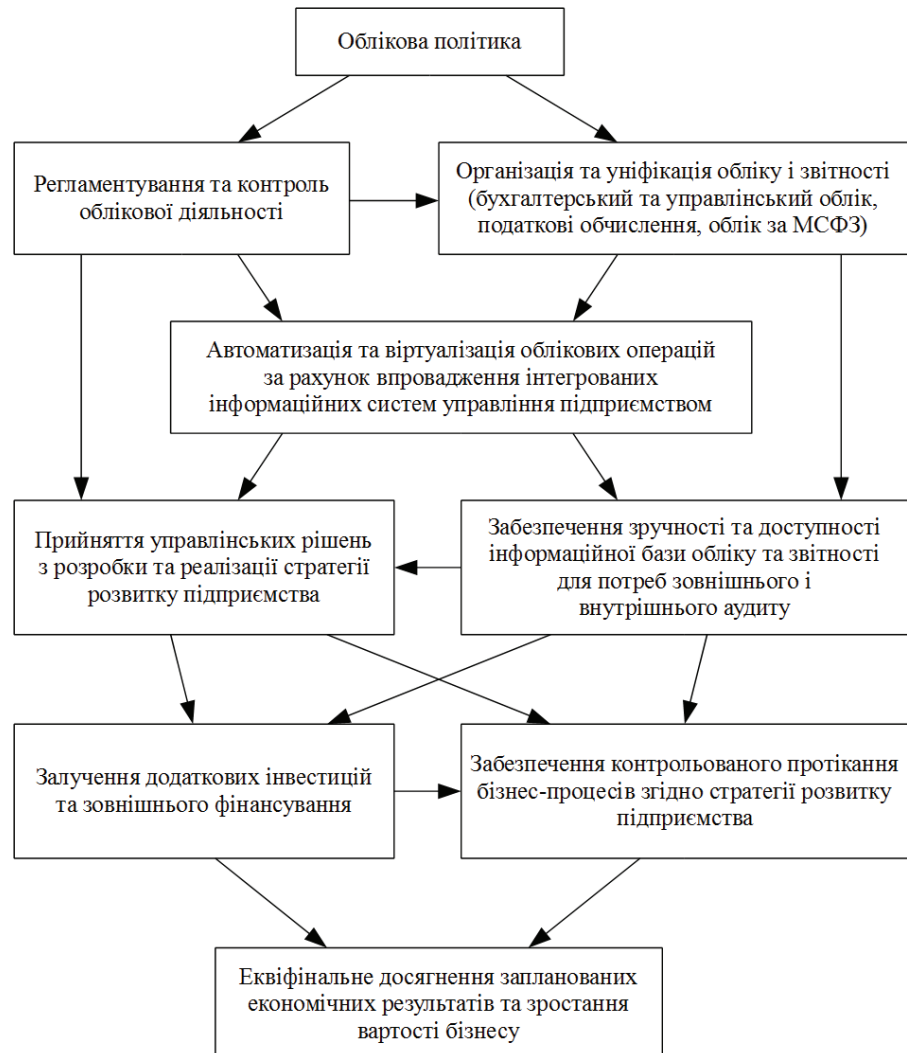 Облікова політика
Регламентування та контроль
облікової діяльності
Організація та уніфікація обліку і звітності
(бухгалтерський та управлінський облік,
податкові обчислення, облік за МСФЗ)
Автоматизація та віртуалізація облікових операцій
за рахунок впровадження інтегрованих
інформаційних систем управління підприємством
Прийняття управлінських рішень
з розробки та реалізації стратегії
розвитку підприємства
Забезпечення зручності та доступності
інформаційної бази обліку та звітності
для потреб зовнішнього і
внутрішнього аудиту
Залучення додаткових інвестицій
та зовнішнього фінансування
Забезпечення контрольованого протікання
бізнес-процесів згідно стратегії розвитку
підприємства
Еквіфінальне досягнення запланованих
економічних результатів та зростання
вартості бізнесу